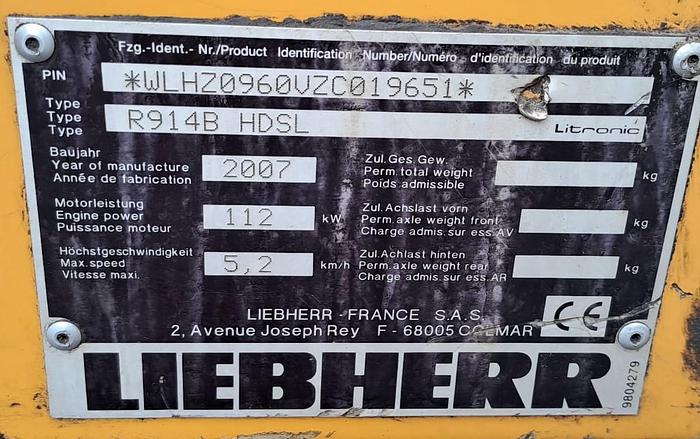 Fzg.-Ident.- Nr./Product Identification Number/Numéro d'identification du produit
PIN *WLHZ0960VZC019651*
Type
Type R914B HDSL Litronic
Type
Baujahr
Year of manufacture 2007
Année de fabrication
Zul.Ges.Gew.
Perm.total weight kg
Poids.admissible
Motorleistung
Engine power 112 kW
Puissance moteur
Zul.Achslast vorn
Perm.axle weight front kg
Charge admis.sur ess.AV
Höchstgeschwindigkeit
Max.speed 5,2 km/h
Vitesse maxi.
Zul.Achlast hinten
Perm.axle weight rear kg
Charge admis.sur ess.AR
LIEBHERR - FRANCE S.A.S.
2, Avenue Joseph Rey F - 68005 COLMAR
CE
LIEBHERR
9804279